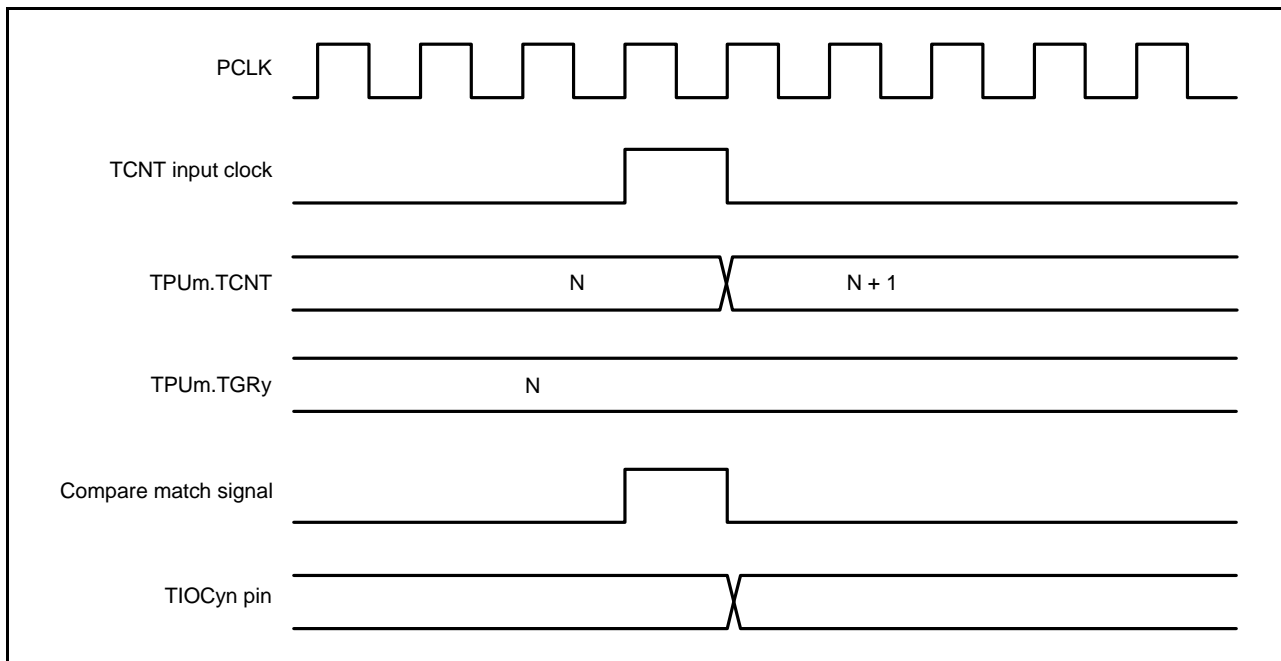 PCLK
TCNT input clock
TPUm.TCNT
N
N + 1
TPUm.TGRy
N
Compare match signal
TIOCyn pin